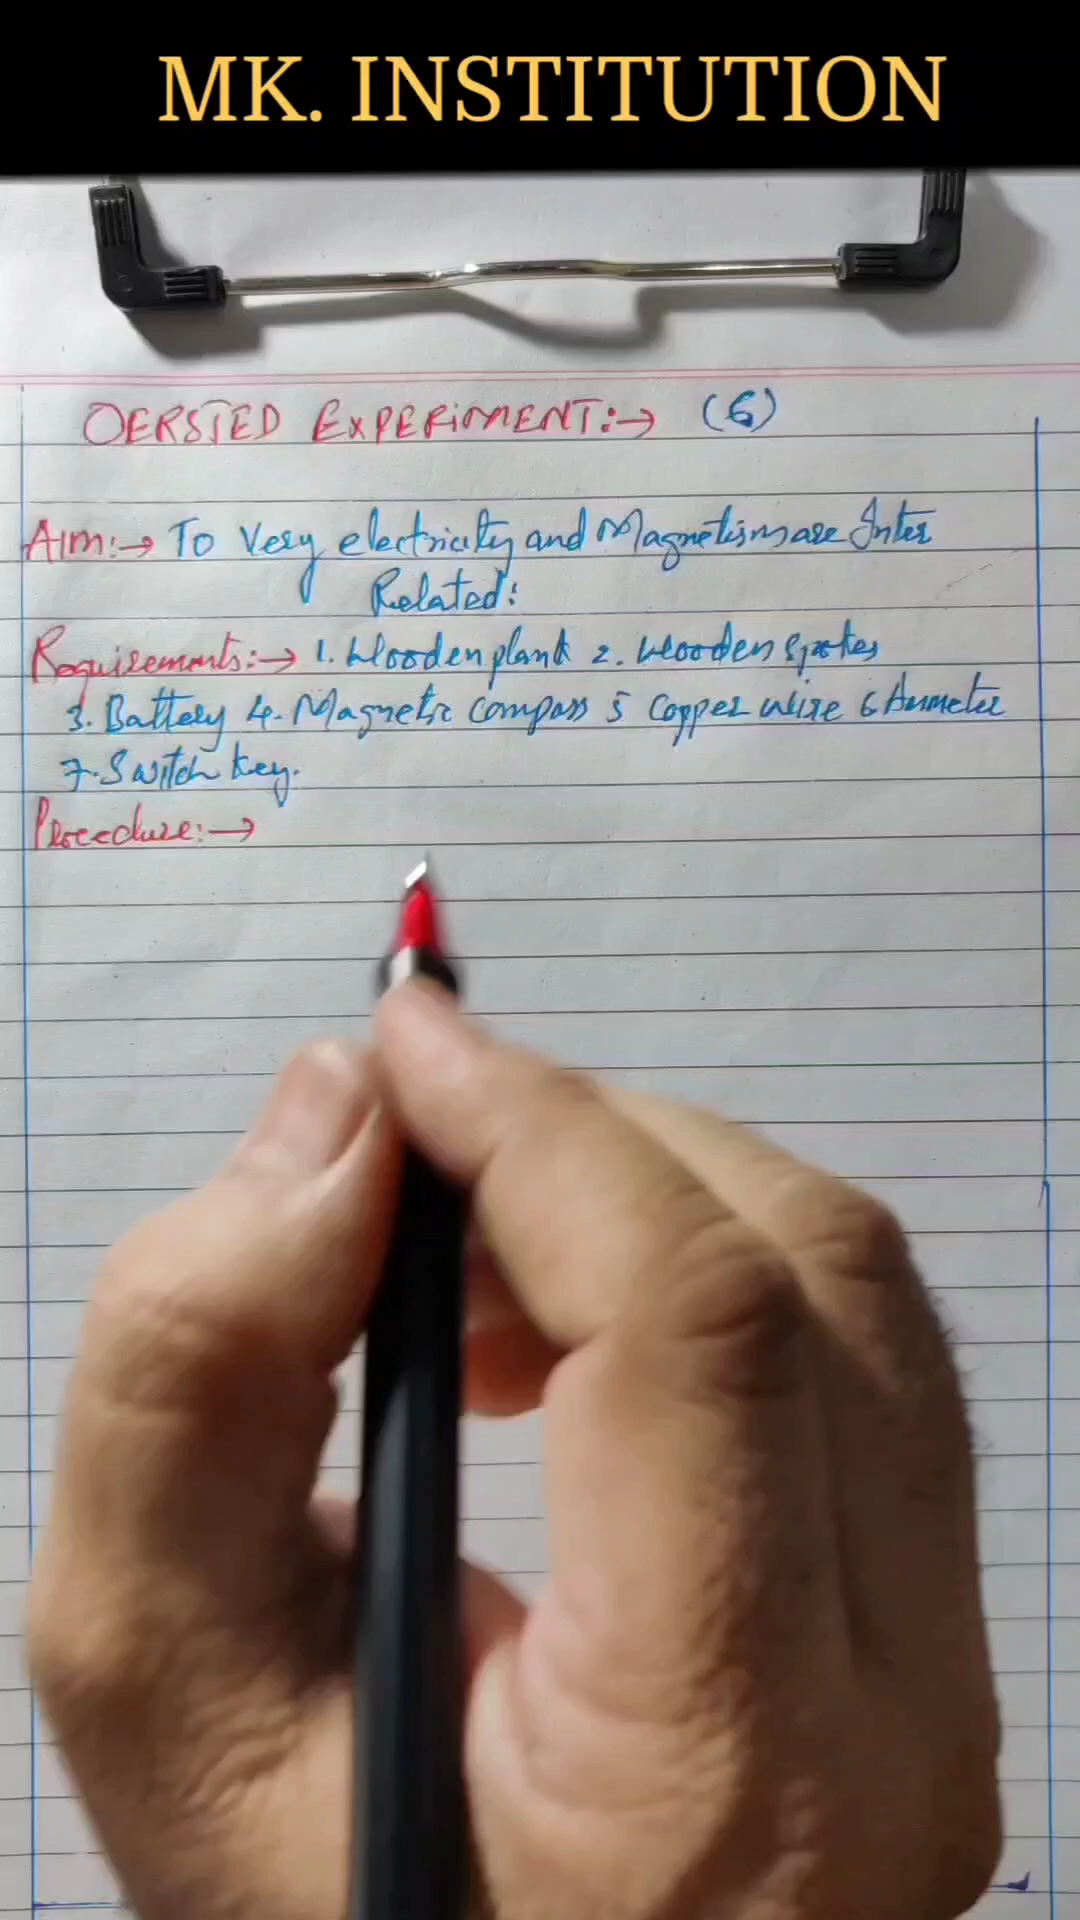 MK. INSTITUTION
OERSTED EXPERIMENT:→ (6)
Aim:→ To Very electricity and Magnetism are Inter
Related:
Requirements:→ 1. Wooden plank 2. Wooden spokes
3. Battery 4. Magnetic compass 5 Copper wire 6 Ammeter
7. Switch key.
Procedure:→